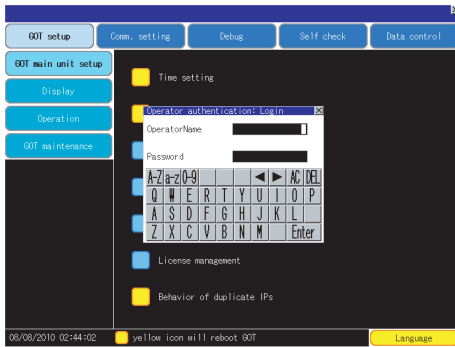 GOT setup Comm. setting Debug Self check Data control
GOT main unit setup
Display
Operation
GOT maintenance
Time setting
Operator authentication: Login
OperatorName
Password
A-Z a-z 0-9 ◀ ▶ AC DEL
Q W E R T Y U I O P
A S D F G H J K L
Z X C V B N M Enter
License management
Behavior of duplicate IPs
08/08/2010 02:44:02 yellow icon will reboot GOT Language